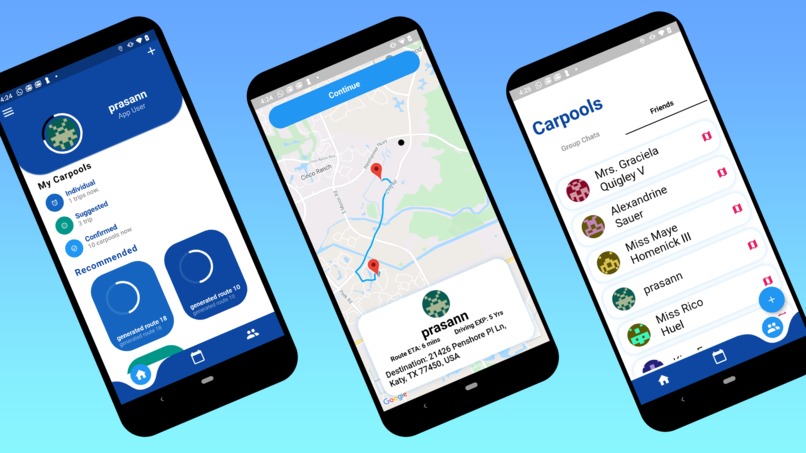 4:24
prasann
App User
My Carpools
Individual
1 trips now,
Suggested
3 trip
Confirmed
10 carpools now
Recommended
generated route 18
generated route 18
generated route 10
generated route 10
4:24
Continue
Cinco Ranch
prasann
Route ETA: 6 mins Driving EXP: 5 Yrs
Destination: 21426 Penshore Pl Ln,
Katy, TX 77450, USA
Google
4:25
Carpools
Group Chats
Friends
Mrs. Graciela
Quigley V
Alexandrine
Sauer
Miss Maye
Homenick III
prasann
Miss Rico
Huel